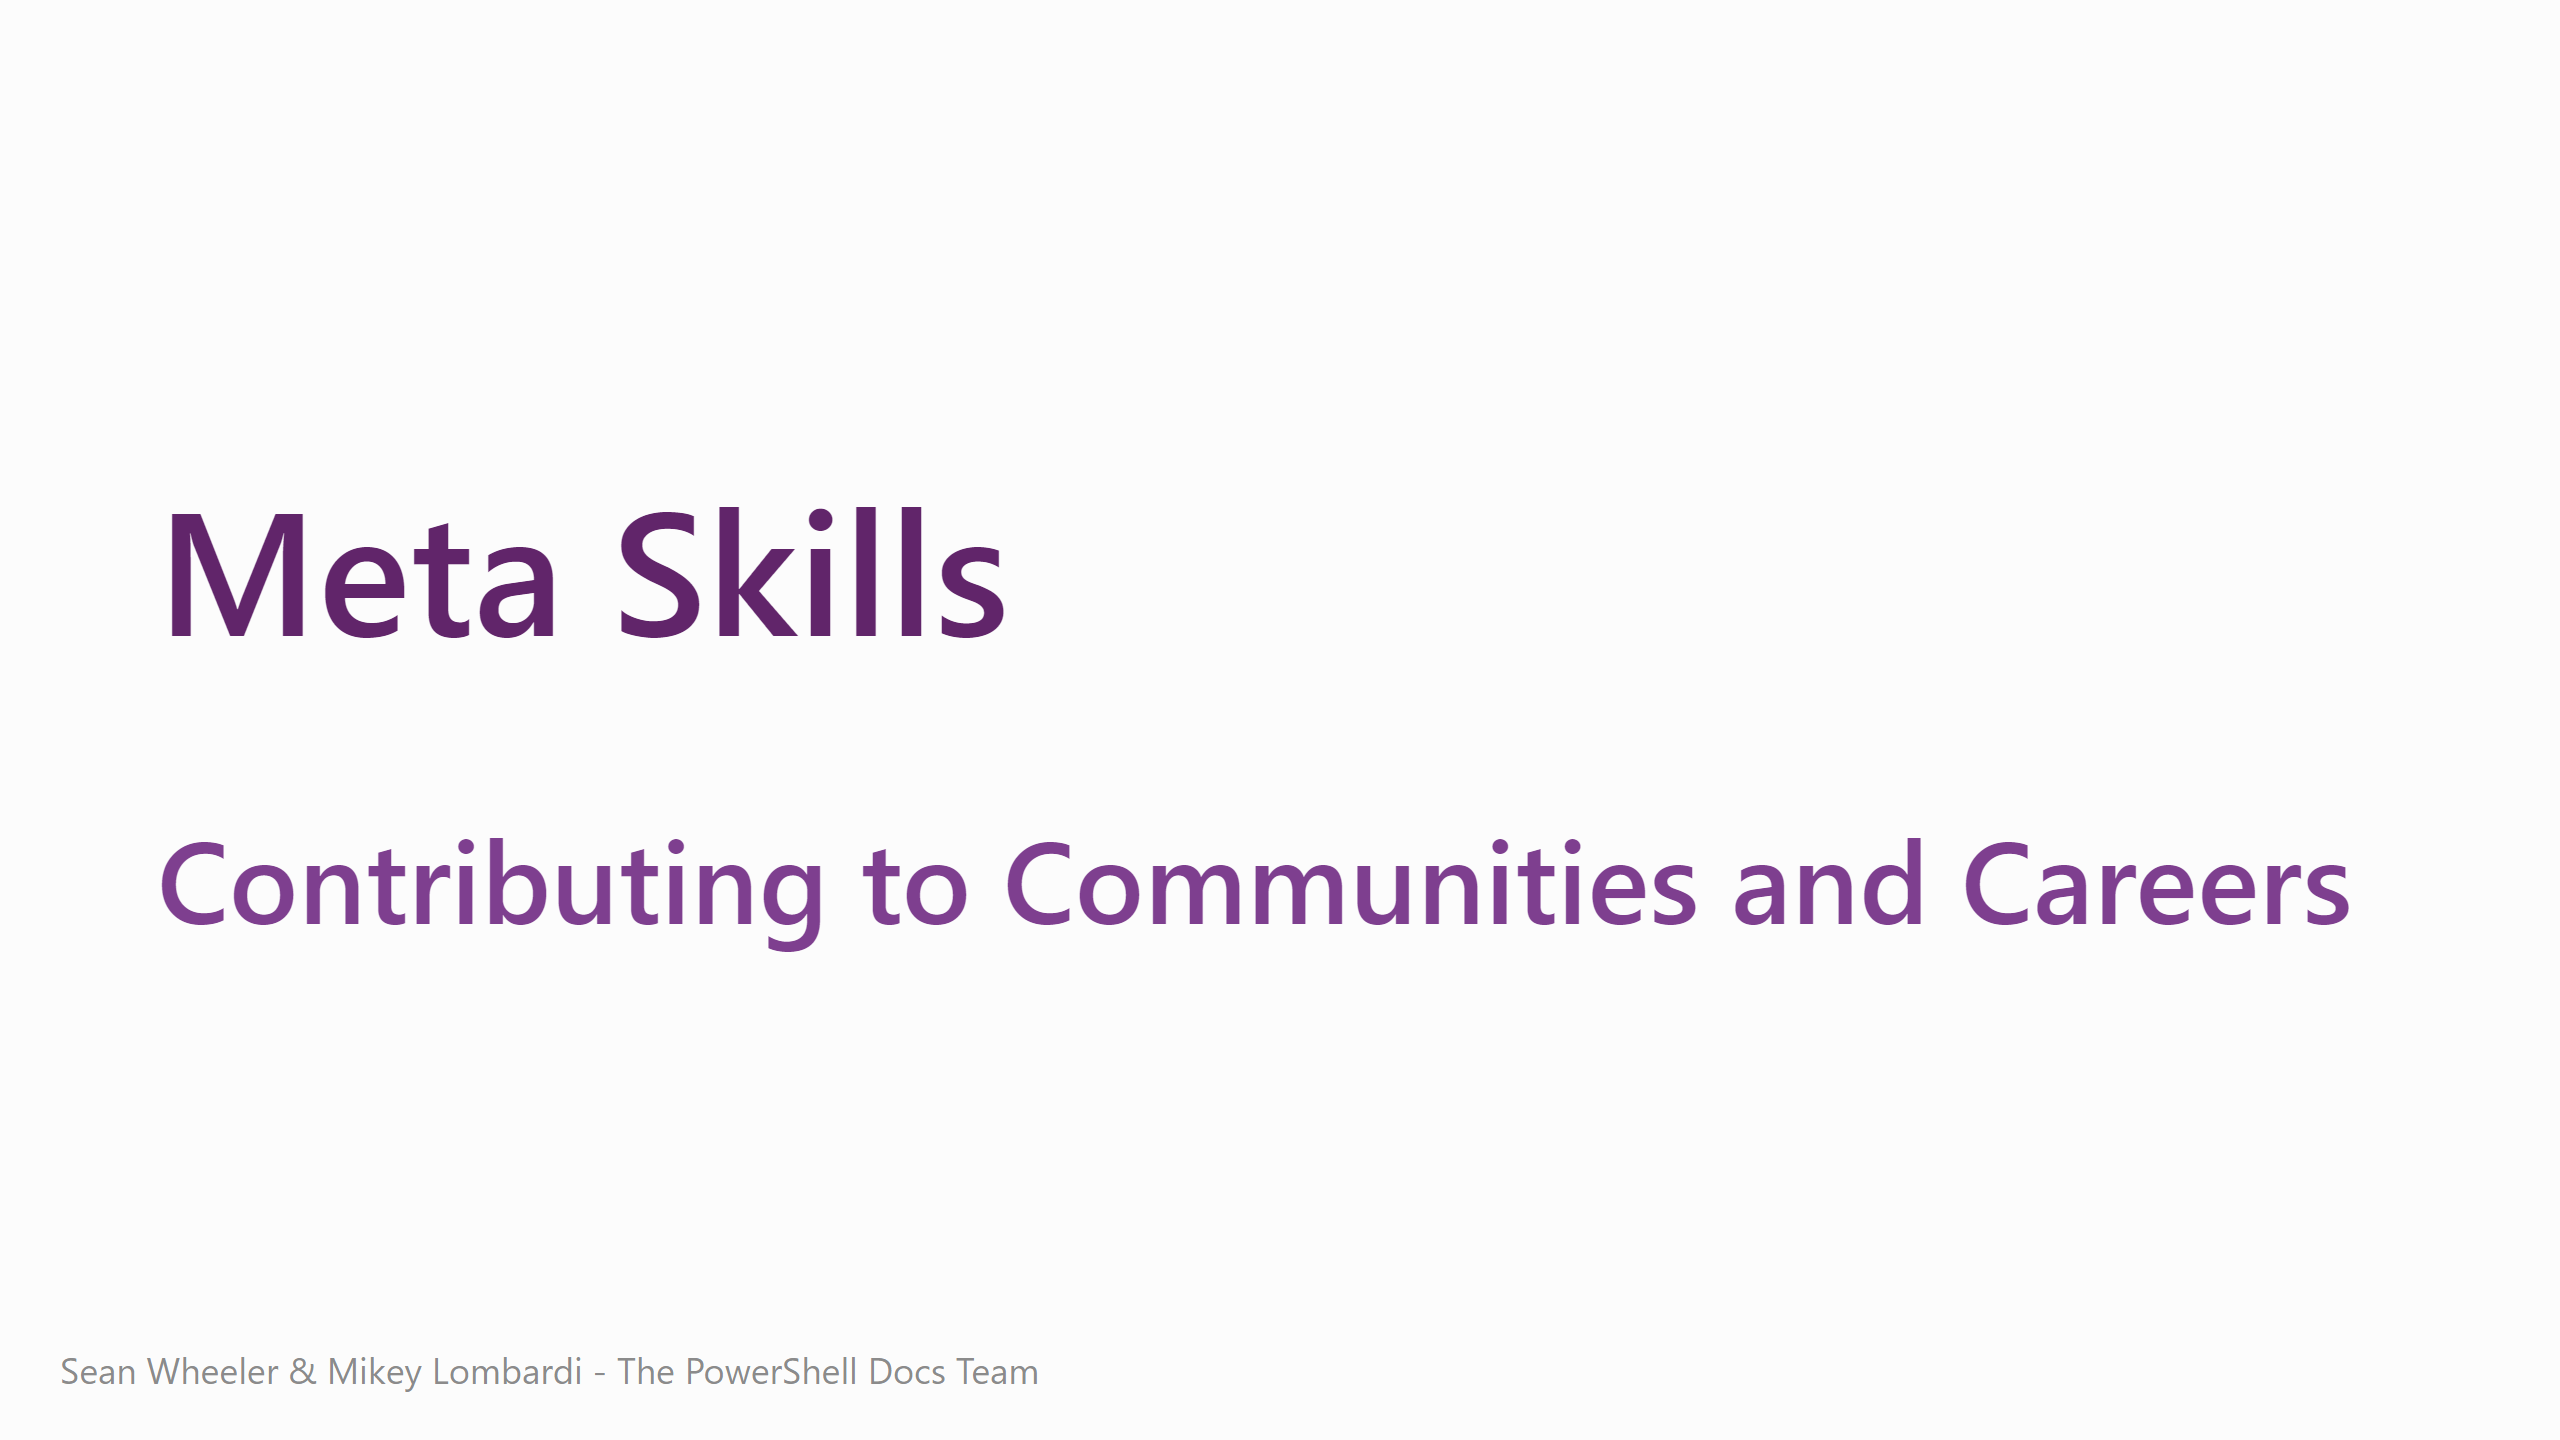 Meta Skills
Contributing to Communities and Careers
Sean Wheeler & Mikey Lombardi - The PowerShell Docs Team